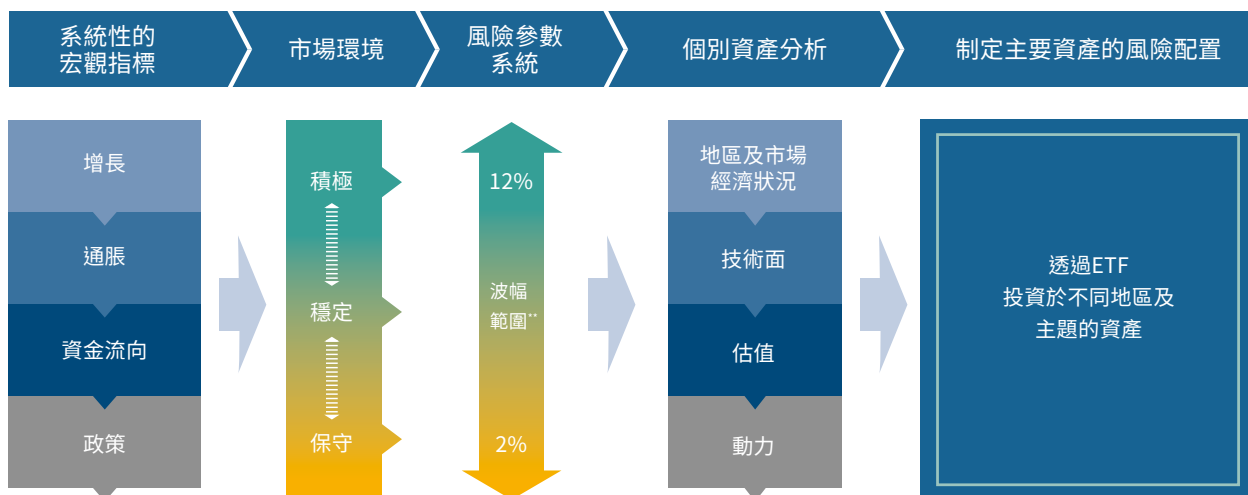 系統性的
宏觀指標
市場環境
風險參數
系統
個別資產分析
制定主要資產的風險配置
增長
通脹
資金流向
政策
積極
穩定
保守
12%
波幅
範圍**
2%
地區及市場
經濟狀況
技術面
估值
動力
透過ETF
投資於不同地區及
主題的資產